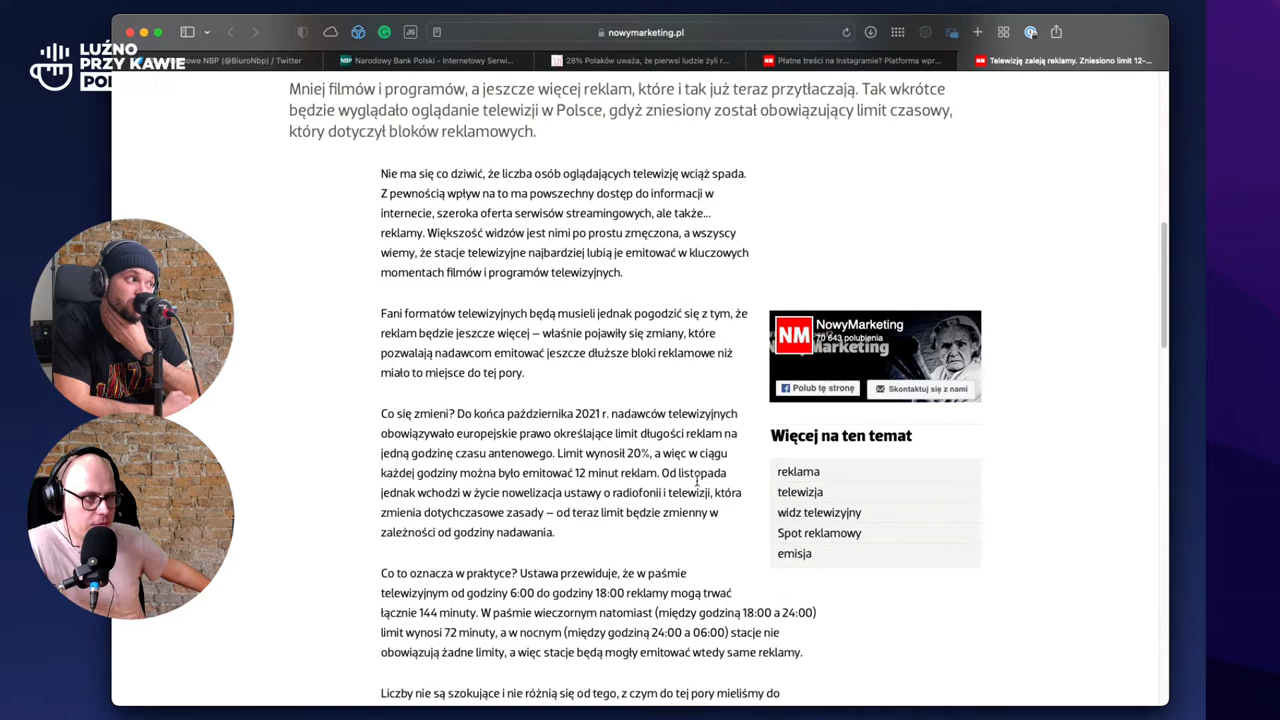 LUŹNO
PRZY KAWIE
nowymarketing.pl
we NBP (@BiuroNbp) / Twitter
Narodowy Bank Polski - Internetowy Serwi...
28% Polaków uważa, że pierwsi ludzie żyli r...
Płatne treści na Instagramie? Platforma wpr...
Telewizję zaleją reklamy. Zniesiono limit 12-...
Mniej filmów i programów, a jeszcze więcej reklam, które i tak już teraz przytłaczają. Tak wkrótce
będzie wyglądało oglądanie telewizji w Polsce, gdyż zniesiony został obowiązujący limit czasowy,
który dotyczył bloków reklamowych.
Nie ma się co dziwić, że liczba osób oglądających telewizję wciąż spada.
Z pewnością wpływ na to ma powszechny dostęp do informacji w
internecie, szeroka oferta serwisów streamingowych, ale także...
reklamy. Większość widzów jest nimi po prostu zmęczona, a wszyscy
wiemy, że stacje telewizyjne najbardziej lubią je emitować w kluczowych
momentach filmów i programów telewizyjnych.
Fani formatów telewizyjnych będą musieli jednak pogodzić się z tym, że
reklam będzie jeszcze więcej – właśnie pojawiły się zmiany, które
pozwalają nadawcom emitować jeszcze dłuższe bloki reklamowe niż
miało to miejsce do tej pory.
Co się zmieni? Do końca października 2021 r. nadawców telewizyjnych
obowiązywało europejskie prawo określające limit długości reklam na
jedną godzinę czasu antenowego. Limit wynosił 20%, a więc w ciągu
każdej godziny można było emitować 12 minut reklam. Od listopada
jednak wchodzi w życie nowelizacja ustawy o radiofonii i telewizji, która
zmienia dotychczasowe zasady – od teraz limit będzie zmienny w
zależności od godziny nadawania.
Co to oznacza w praktyce? Ustawa przewiduje, że w paśmie
telewizyjnym od godziny 6:00 do godziny 18:00 reklamy mogą trwać
łącznie 144 minuty. W paśmie wieczornym natomiast (między godziną 18:00 a 24:00)
limit wynosi 72 minuty, a w nocnym (między godziną 24:00 a 06:00) stacje nie
obowiązują żadne limity, a więc stacje będą mogły emitować wtedy same reklamy.
Liczby nie są szokujące i nie różnią się od tego, z czym do tej pory mieliśmy do
NM
NowyMarketing
70 643 polubienia
Polub tę stronę
Skontaktuj się z nami
Więcej na ten temat
reklama
telewizja
widz telewizyjny
Spot reklamowy
emisja